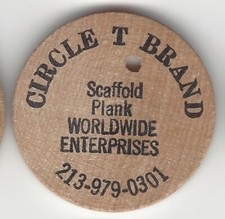 CIRCLE T BRAND
Scaffold
Plank
WORLDWIDE
ENTERPRISES
213-979-0301